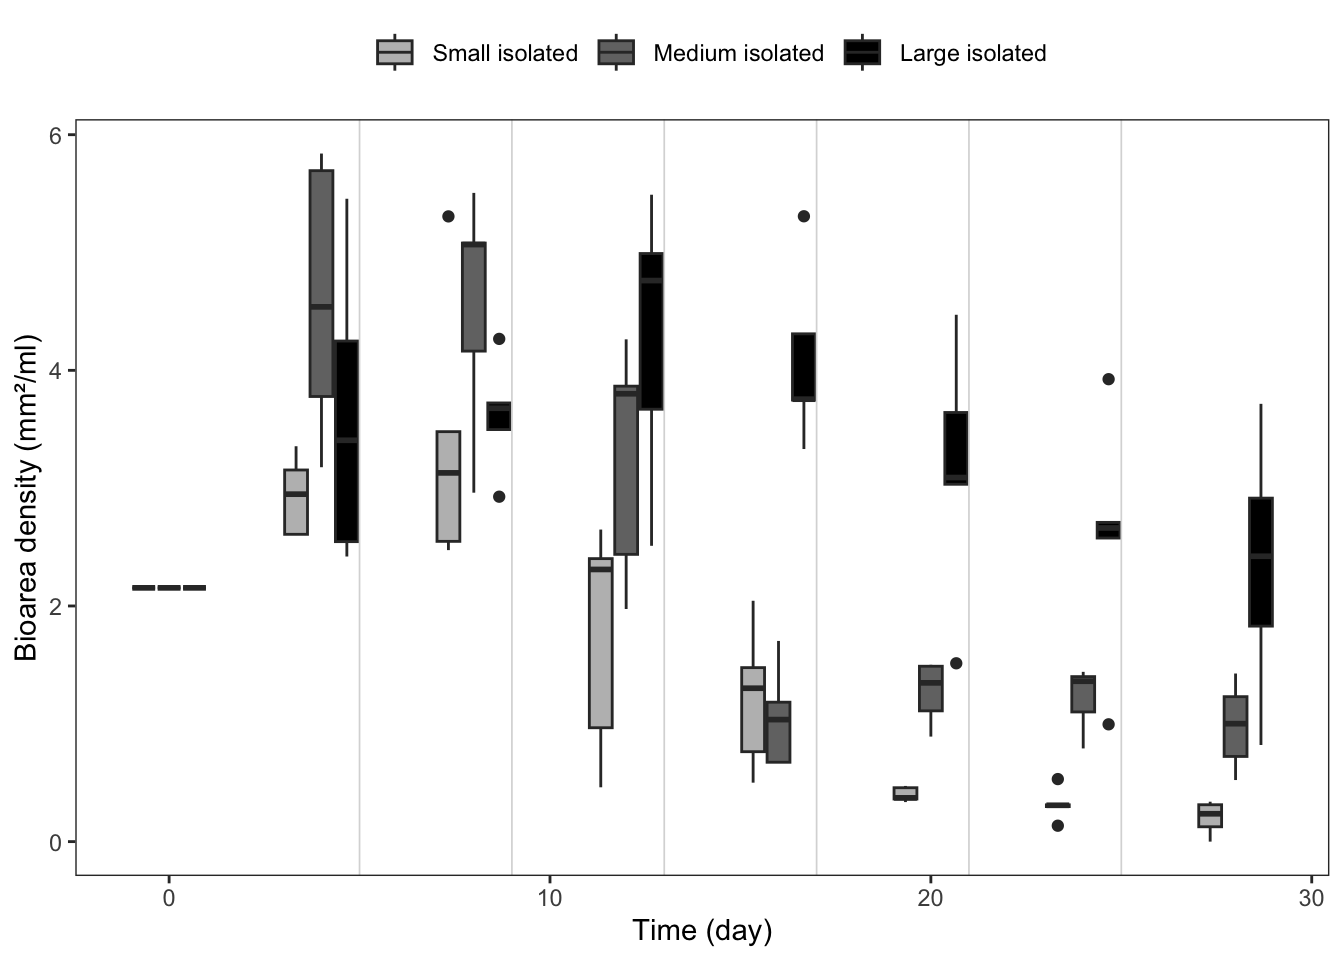 Small isolated Medium isolated Large isolated
Bioarea density (mm²/ml)
6
4
2
0
0 10 20 30
Time (day)